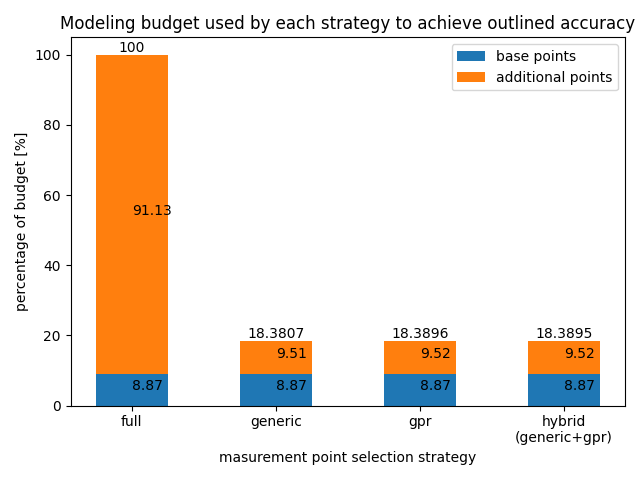 Modeling budget used by each strategy to achieve outlined accuracy
percentage of budget [%]
100
80
60
40
20
0
base points
additional points
100
91.13
8.87
18.3807
9.51
8.87
18.3896
9.52
8.87
18.3895
9.52
8.87
full
generic
gpr
hybrid
(generic+gpr)
masurement point selection strategy